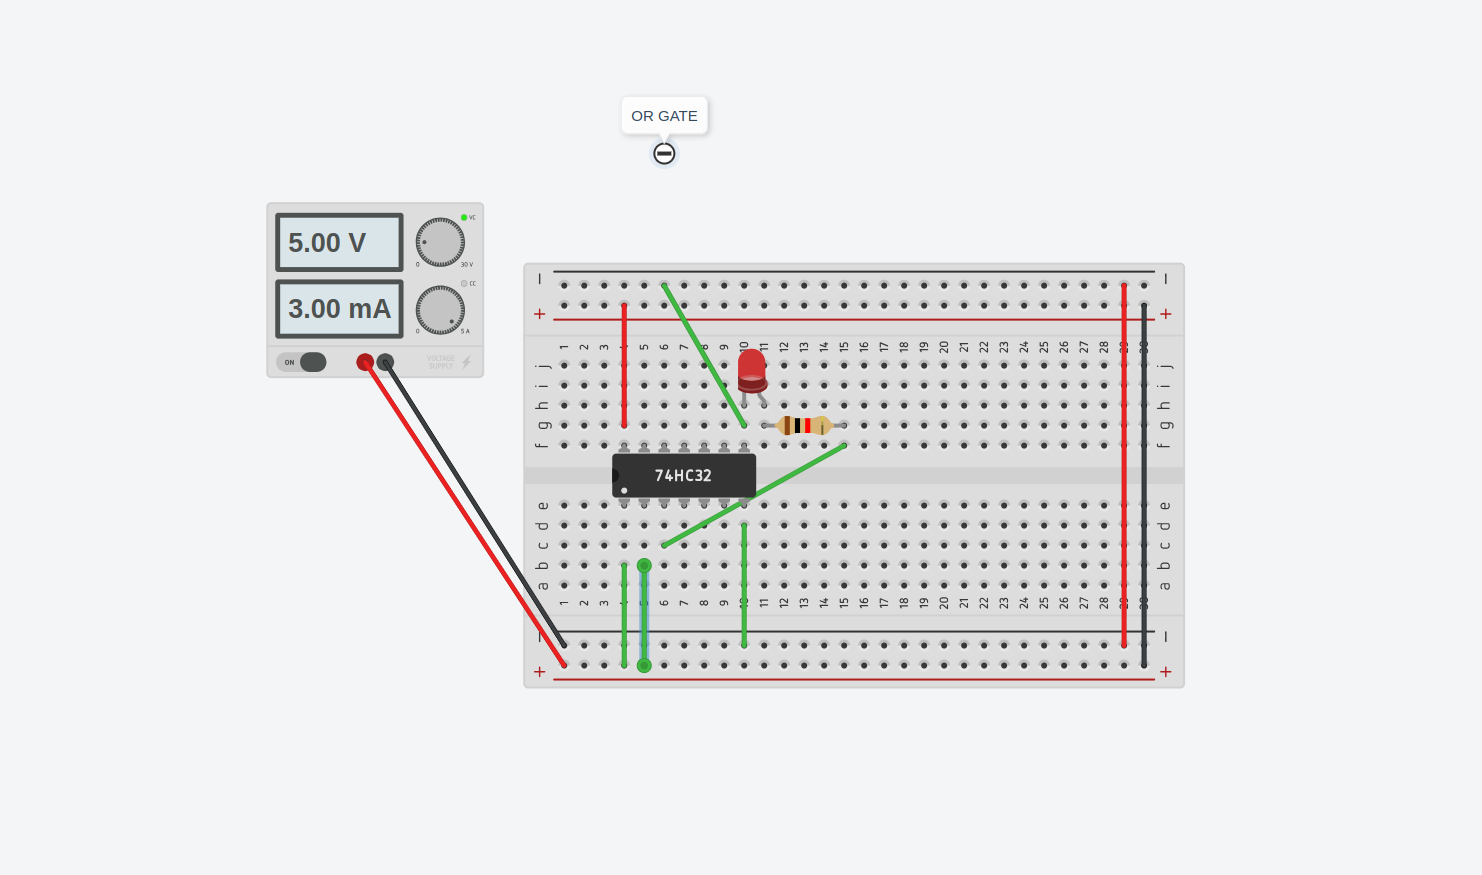 OR GATE
5.00 V
VC
0 30 V
3.00 mA
CC
0 5 A
ON
VOLTAGE
SUPPLY
− −
+ +
1 2 3 4 5 6 7 8 9 10 11 12 13 14 15 16 17 18 19 20 21 22 23 24 25 26 27 28 29 30
j j
i i
h h
g g
f f
74HC32
e e
d d
c c
b b
a a
1 2 3 4 5 6 7 8 9 10 11 12 13 14 15 16 17 18 19 20 21 22 23 24 25 26 27 28 29 30
− −
+ +